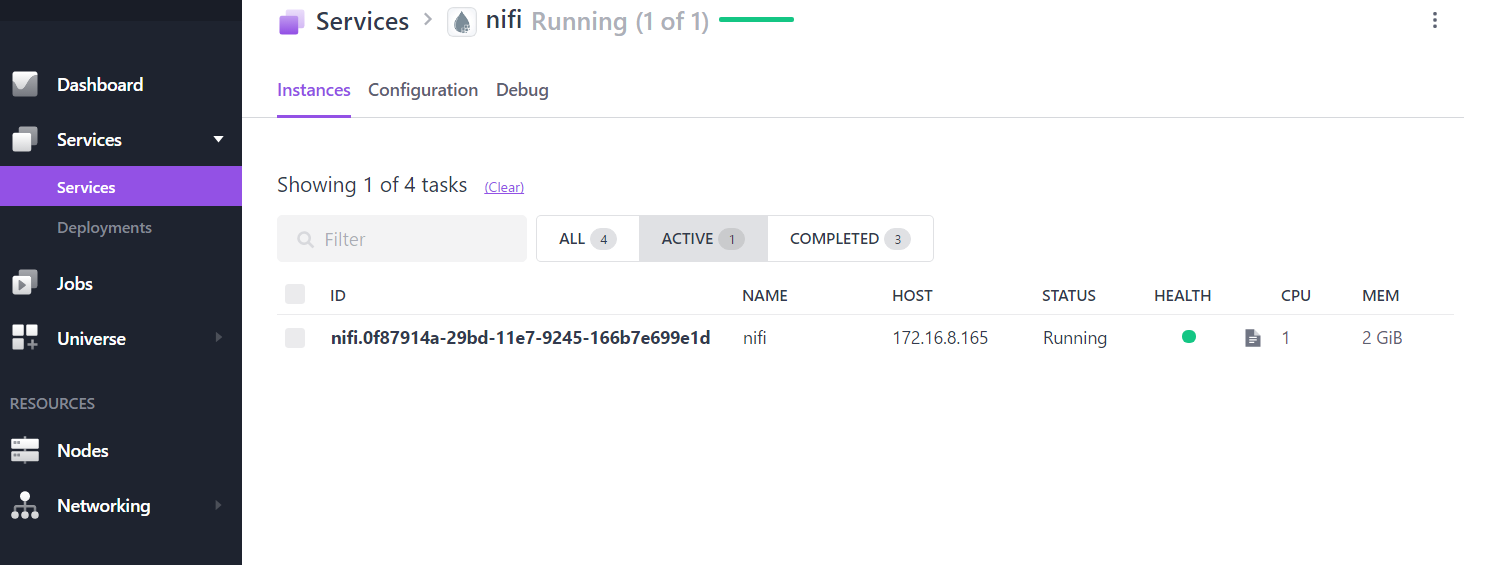 Services > nifi Running (1 of 1)
Dashboard
Services
Services
Deployments
Jobs
Universe
RESOURCES
Nodes
Networking
Instances Configuration Debug
Showing 1 of 4 tasks (Clear)
Filter ALL 4 ACTIVE 1 COMPLETED 3
ID NAME HOST STATUS HEALTH CPU MEM
nifi.0f87914a-29bd-11e7-9245-166b7e699e1d nifi 172.16.8.165 Running 1 2 GiB